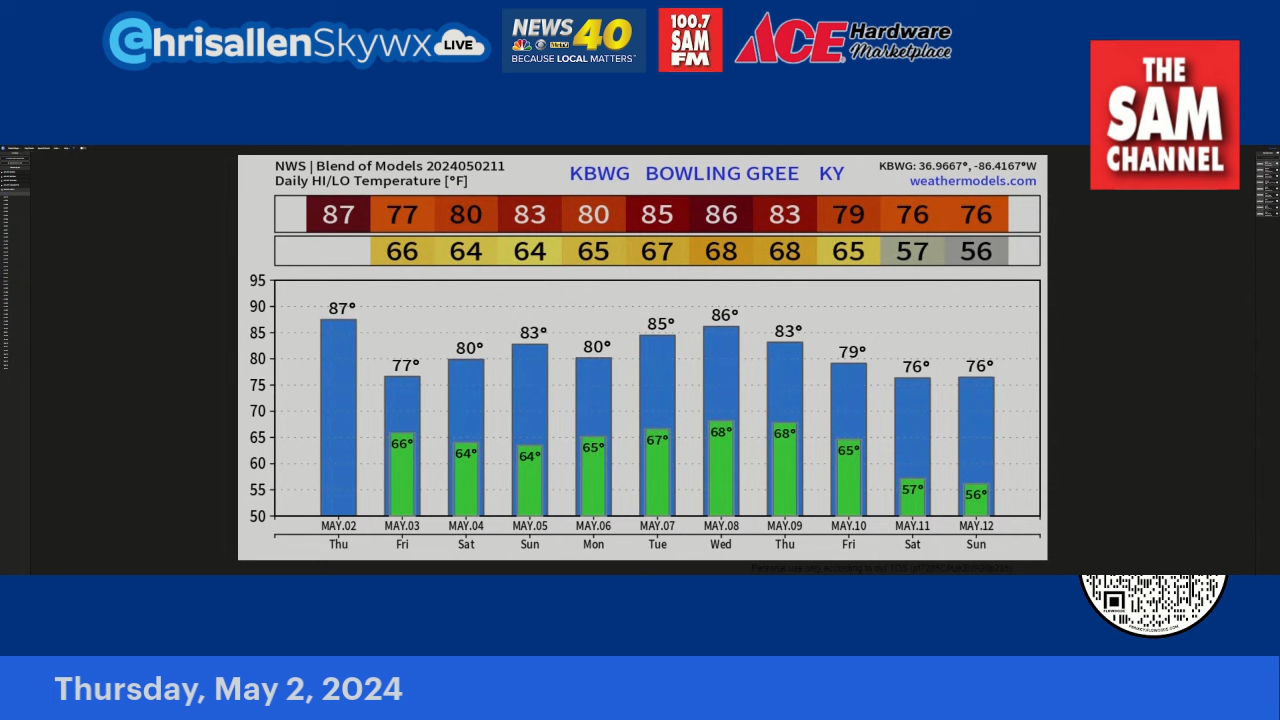 @hrisallenSkywx LIVE
NEWS 40
BECAUSE LOCAL MATTERS
100.7
SAM
FM
ACE Hardware
Marketplace
THE
SAM
CHANNEL
NWS | Blend of Models 2024050211
Daily HI/LO Temperature [°F]
KBWG BOWLING GREE KY
KBWG: 36.9667°, -86.4167°W
weathermodels.com
87 77 80 83 80 85 86 83 79 76 76
66 64 64 65 67 68 68 65 57 56
95
90
85
80
75
70
65
60
55
50
87° 77° 80° 83° 80° 85° 86° 83° 79° 76° 76°
66° 64° 64° 65° 67° 68° 68° 65° 57° 56°
MAY.02 MAY.03 MAY.04 MAY.05 MAY.06 MAY.07 MAY.08 MAY.09 MAY.10 MAY.11 MAY.12
Thu Fri Sat Sun Mon Tue Wed Thu Fri Sat Sun
Thursday, May 2, 2024